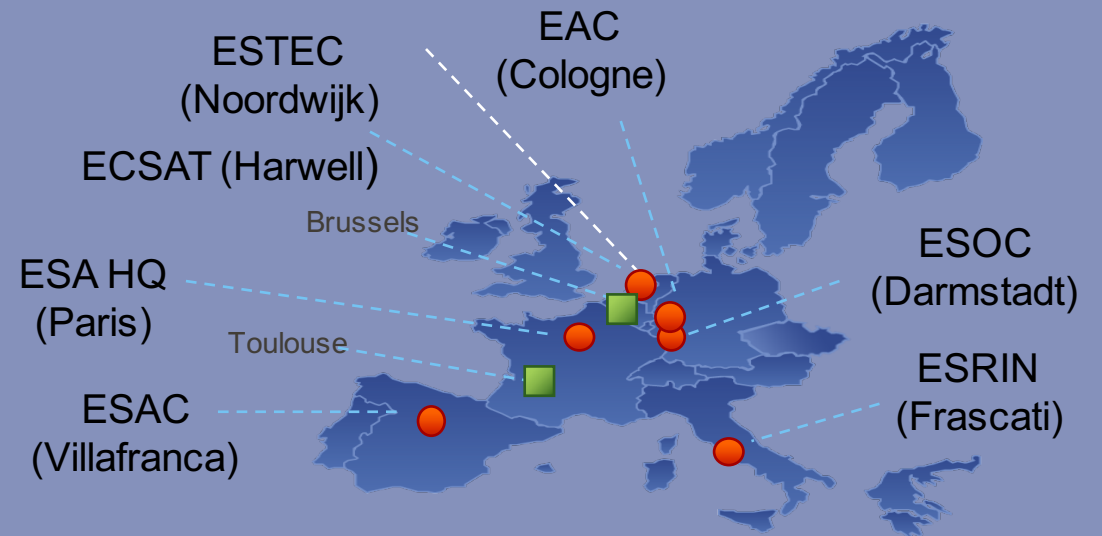 ESTEC
(Noordwijk)
EAC
(Cologne)
ECSAT (Harwell)
Brussels
ESOC
(Darmstadt)
ESA HQ
(Paris)
Toulouse
ESRIN
(Frascati)
ESAC
(Villafranca)